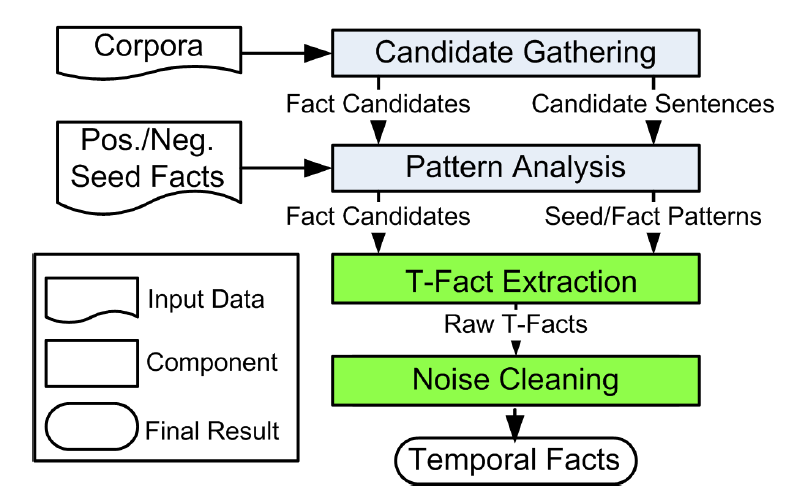 Corpora
Candidate Gathering
Fact Candidates
Candidate Sentences
Pos./Neg.
Seed Facts
Pattern Analysis
Fact Candidates
Seed/Fact Patterns
T-Fact Extraction
Raw T-Facts
Noise Cleaning
Temporal Facts
Input Data
Component
Final Result